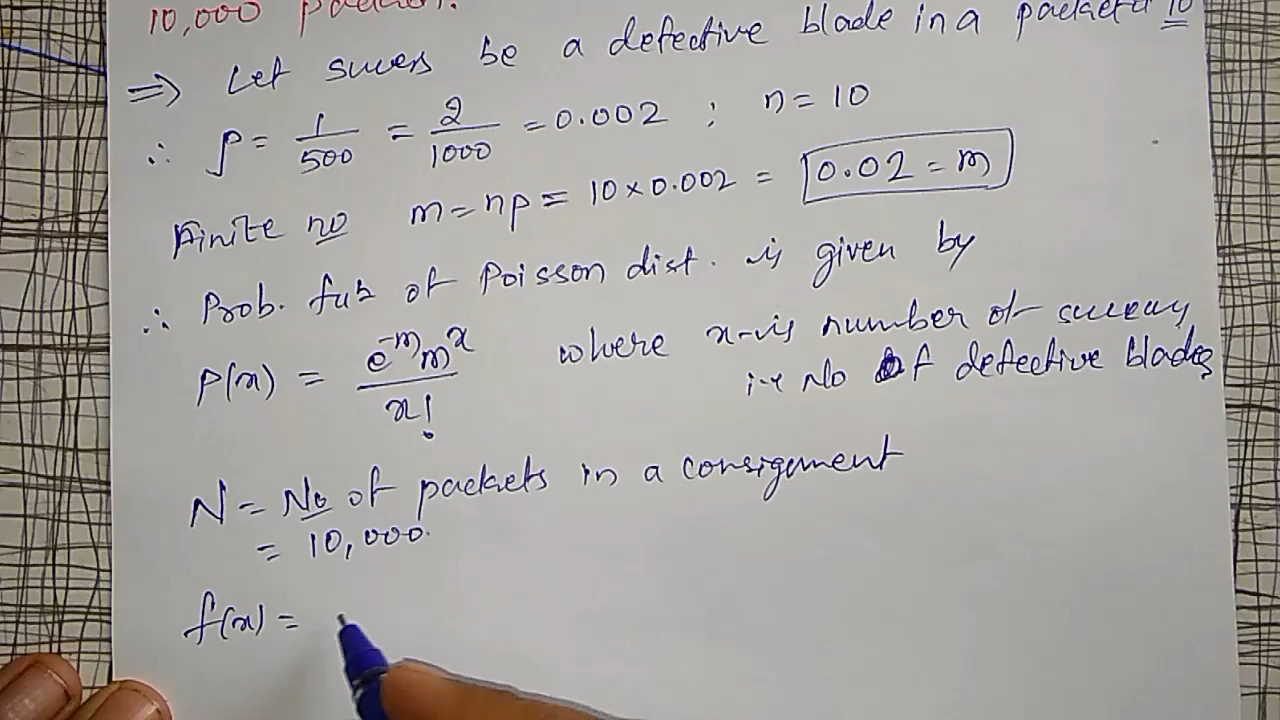 10,000 packets.
⇒ Let succes be a defective blade in a packet of 10
∴ p = 1/500 = 2/1000 = 0.002 ; n = 10
Finite no m = np = 10 × 0.002 = 0.02 = m
∴ Prob. fun of Poisson dist. is given by
P(x) = e^-m m^x / x! where x-is number of success
i.e No of defective blades
N = No of packets in a consigement
= 10,000.
f(x) =